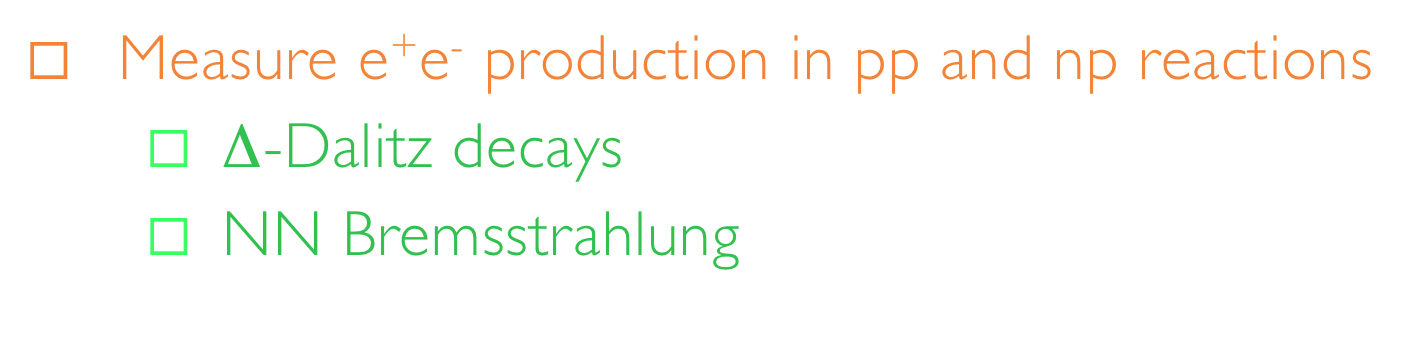 Measure e⁺e⁻ production in pp and np reactions
Δ-Dalitz decays
NN Bremsstrahlung